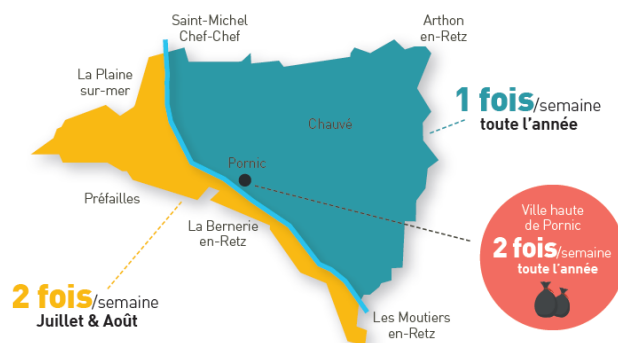 Saint-Michel
Chef-Chef
Arthon
en-Retz
La Plaine
sur-mer
1 fois/semaine
toute l'année
Chauvé
Pornic
Préfailles
La Bernerie
en-Retz
Ville haute
de Pornic
2 fois/semaine
toute l'année
2 fois/semaine
Juillet & Août
Les Moutiers
en-Retz